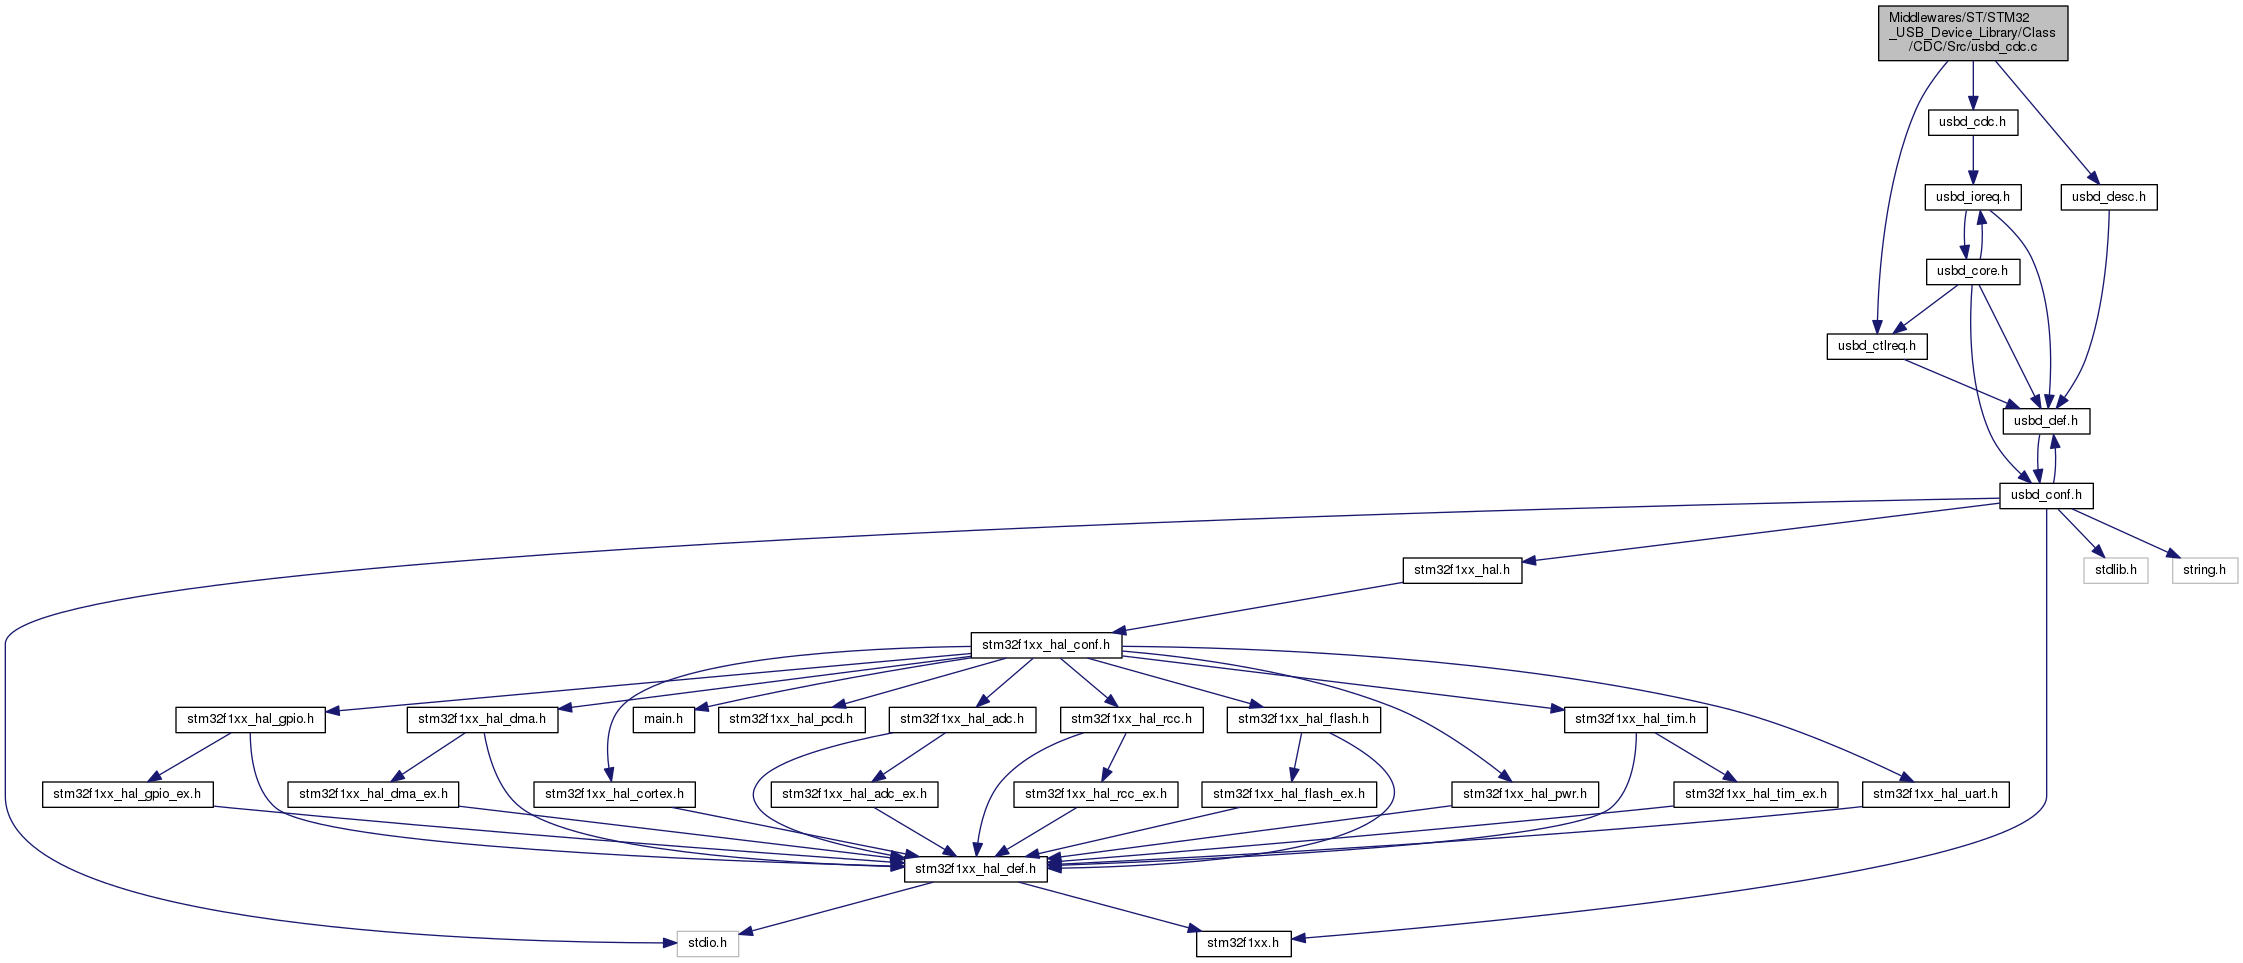 Middlewares/ST/STM32
_USB_Device_Library/Class
/CDC/Src/usbd_cdc.c
usbd_cdc.h
usbd_ioreq.h
usbd_desc.h
usbd_core.h
usbd_ctlreq.h
usbd_def.h
usbd_conf.h
stm32f1xx_hal.h
stdlib.h
string.h
stm32f1xx_hal_conf.h
stm32f1xx_hal_gpio.h
stm32f1xx_hal_dma.h
main.h
stm32f1xx_hal_pcd.h
stm32f1xx_hal_adc.h
stm32f1xx_hal_rcc.h
stm32f1xx_hal_flash.h
stm32f1xx_hal_tim.h
stm32f1xx_hal_gpio_ex.h
stm32f1xx_hal_dma_ex.h
stm32f1xx_hal_cortex.h
stm32f1xx_hal_adc_ex.h
stm32f1xx_hal_rcc_ex.h
stm32f1xx_hal_flash_ex.h
stm32f1xx_hal_pwr.h
stm32f1xx_hal_tim_ex.h
stm32f1xx_hal_uart.h
stm32f1xx_hal_def.h
stdio.h
stm32f1xx.h